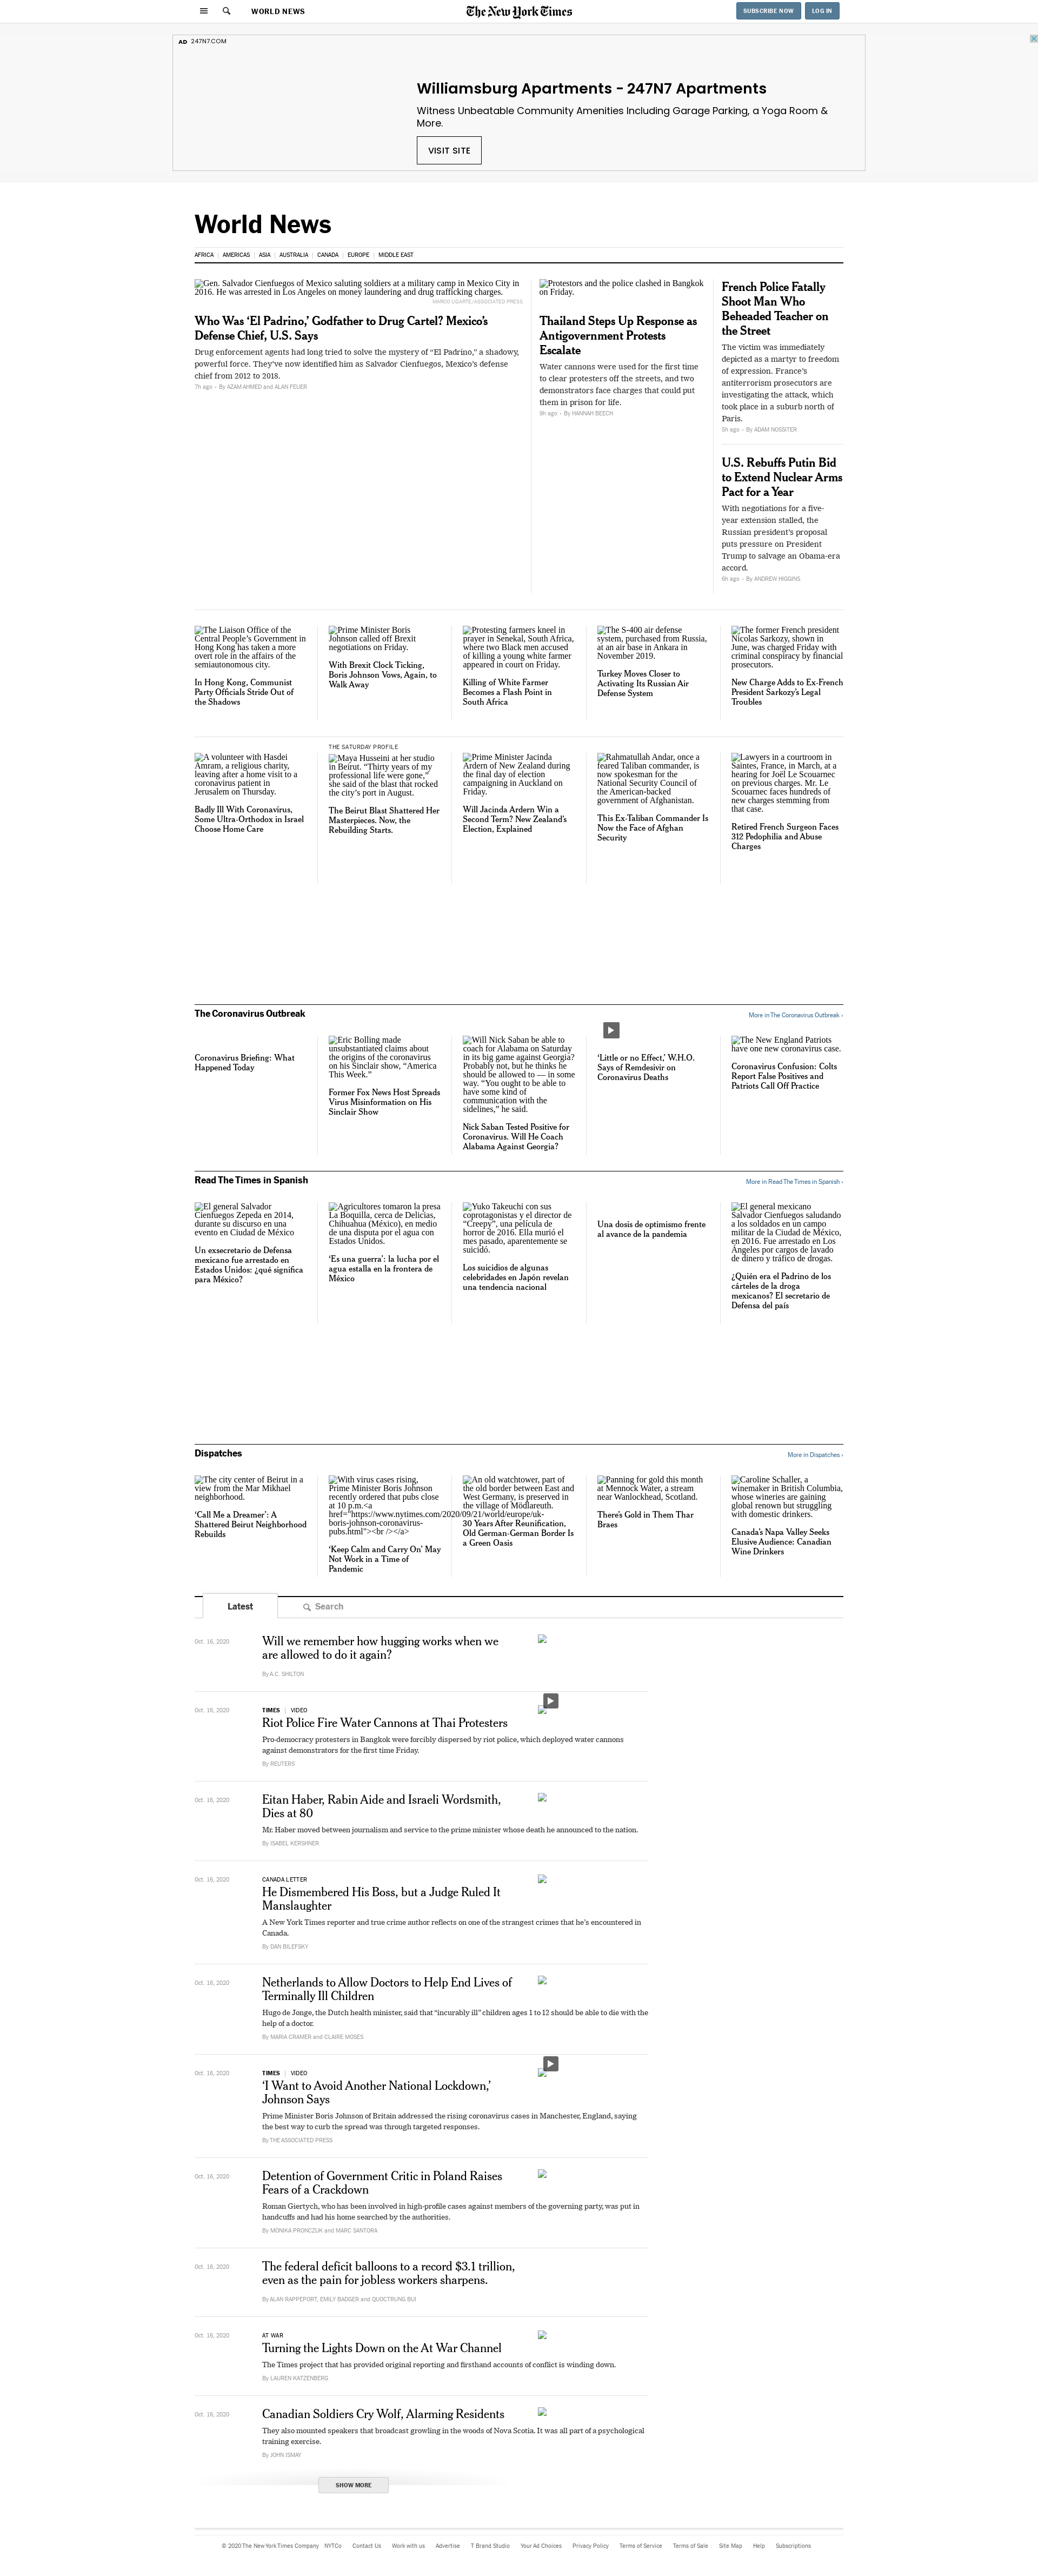 WORLD NEWS
The New York Times
SUBSCRIBE NOW
LOG IN
AD 247N7.COM
Williamsburg Apartments - 247N7 Apartments
Witness Unbeatable Community Amenities Including Garage Parking, a Yoga Room &
More.
VISIT SITE
World News
AFRICA
AMERICAS
ASIA
AUSTRALIA
CANADA
EUROPE
MIDDLE EAST
Gen. Salvador Cienfuegos of Mexico saluting soldiers at a military camp in Mexico City in
2016. He was arrested in Los Angeles on money laundering and drug trafficking charges.
MARCO UGARTE/ASSOCIATED PRESS
Who Was ‘El Padrino,’ Godfather to Drug Cartel? Mexico’s
Defense Chief, U.S. Says
Drug enforcement agents had long tried to solve the mystery of “El Padrino,” a shadowy,
powerful force. They’ve now identified him as Salvador Cienfuegos, Mexico’s defense
chief from 2012 to 2018.
7h ago - By AZAM AHMED and ALAN FEUER
Protestors and the police clashed in Bangkok
on Friday.
Thailand Steps Up Response as
Antigovernment Protests
Escalate
Water cannons were used for the first time
to clear protesters off the streets, and two
demonstrators face charges that could put
them in prison for life.
9h ago - By HANNAH BEECH
French Police Fatally
Shoot Man Who
Beheaded Teacher on
the Street
The victim was immediately
depicted as a martyr to freedom
of expression. France’s
antiterrorism prosecutors are
investigating the attack, which
took place in a suburb north of
Paris.
5h ago - By ADAM NOSSITER
U.S. Rebuffs Putin Bid
to Extend Nuclear Arms
Pact for a Year
With negotiations for a five-
year extension stalled, the
Russian president’s proposal
puts pressure on President
Trump to salvage an Obama-era
accord.
6h ago - By ANDREW HIGGINS
The Liaison Office of the
Central People’s Government
Hong Kong has taken a more
overt role in the affairs of the
semiautonomous city.
In Hong Kong, Communist
Party Officials Stride Out of
the Shadows
Prime Minister Boris
Johnson called off Brexit
negotiations on Friday.
With Brexit Clock Ticking,
Boris Johnson Vows, Again, to
Walk Away
Protesting farmers kneel in
prayer in Senekal, South Africa,
where two Black men accused
of killing a young white farmer
appeared in court on Friday.
Killing of White Farmer
Becomes a Flash Point in
South Africa
The S-400 air defense
system, purchased from Russia,
at an air base in Ankara in
November 2019.
Turkey Moves Closer to
Activating Its Russian Air
Defense System
The former French president
Nicolas Sarkozy, shown in
June, was charged Friday with
criminal conspiracy by financial
prosecutors.
New Charge Adds to Ex-French
President Sarkozy’s Legal
Troubles
A volunteer with Hasdei
Amram, a religious charity,
leaving after a home visit to a
coronavirus patient in
Jerusalem on Thursday.
Badly Ill With Coronavirus,
Some Ultra-Orthodox in Israel
Choose Home Care
THE SATURDAY PROFILE
Maya Husseini at her studio
in Beirut. “Thirty years of my
professional life were gone,”
she said of the blast that rocked
the city’s port in August.
The Beirut Blast Shattered Her
Masterpieces. Now, the
Rebuilding Starts.
Prime Minister Jacinda
Ardern of New Zealand during
the final day of election
campaigning in Auckland on
Friday.
Will Jacinda Ardern Win a
Second Term? New Zealand’s
Election, Explained
Rahmatullah Andar, once a
feared Taliban commander, is
now spokesman for the
National Security Council of
the American-backed
government of Afghanistan.
This Ex-Taliban Commander Is
Now the Face of Afghan
Security
Lawyers in a courtroom in
Saintes, France, in March, at a
hearing for Joël Le Scouarnec
on previous charges. Mr. Le
Scouarnec faces hundreds of
new charges stemming from
that case.
Retired French Surgeon Faces
312 Pedophilia and Abuse
Charges
The Coronavirus Outbreak
More in The Coronavirus Outbreak ›
Coronavirus Briefing: What
Happened Today
Eric Bolling made
unsubstantiated claims about
the origins of the coronavirus
on his Sinclair show, “America
This Week.”
Former Fox News Host Spreads
Virus Misinformation on His
Sinclair Show
Will Nick Saban be able to
coach for Alabama on Saturday
in its big game against Georgia?
Probably not, but he thinks he
should be allowed to — in some
way. “You ought to be able to
have some kind of
communication with the
sidelines,” he said.
Nick Saban Tested Positive for
Coronavirus. Will He Coach
Alabama Against Georgia?
‘Little or no Effect,’ W.H.O.
Says of Remdesivir on
Coronavirus Deaths
The New England Patriots
have one new coronavirus case.
Coronavirus Confusion: Colts
Report False Positives and
Patriots Call Off Practice
Read The Times in Spanish
More in Read The Times in Spanish ›
El general Salvador
Cienfuegos Zepeda en 2014,
durante su discurso en una
evento en Ciudad de México
Un exsecretario de Defensa
mexicano fue arrestado en
Estados Unidos: ¿qué significa
para México?
Agricultores tomaron la presa
La Boquilla, cerca de Delicias,
Chihuahua (México), en medio
de una disputa por el agua con
Estados Unidos.
‘Es una guerra’: la lucha por el
agua estalla en la frontera de
México
Yuko Takeuchi con sus
coprotagonistas y el director de
“Creepy”, una película de
horror de 2016. Ella murió el
mes pasado, aparentemente se
suicidó.
Los suicidios de algunas
celebridades en Japón revelan
una tendencia nacional
Una dosis de optimismo frente
al avance de la pandemia
El general mexicano
Salvador Cienfuegos saludando
a los soldados en un campo
militar de la Ciudad de México,
en 2016. Fue arrestado en Los
Ángeles por cargos de lavado
de dinero y tráfico de drogas.
¿Quién era el Padrino de los
cárteles de la droga
mexicanos? El secretario de
Defensa del país
Dispatches
More in Dispatches ›
The city center of Beirut in a
view from the Mar Mikhael
neighborhood.
‘Call Me a Dreamer’: A
Shattered Beirut Neighborhood
Rebuilds
With virus cases rising,
Prime Minister Boris Johnson
recently ordered that pubs close
at 10 p.m.<a
href="https://www.nytimes.com/2020/09/21/world/europe/uk-
boris-johnson-coronavirus-
pubs.html"><br /></a>
‘Keep Calm and Carry On’ May
Not Work in a Time of
Pandemic
An old watchtower, part of
the old border between East and
West Germany, is preserved in
the village of Mödlareuth.
30 Years After Reunification,
Old German-German Border Is
a Green Oasis
Panning for gold this month
at Mennock Water, a stream
near Wanlockhead, Scotland.
There’s Gold in Them Thar
Braes
Caroline Schaller, a
winemaker in British Columbia,
whose wineries are gaining
global renown but struggling
with domestic drinkers.
Canada’s Napa Valley Seeks
Elusive Audience: Canadian
Wine Drinkers
Latest
Search
Oct. 16, 2020
Will we remember how hugging works when we
are allowed to do it again?
By A.C. SHILTON
Oct. 16, 2020
TIMES | VIDEO
Riot Police Fire Water Cannons at Thai Protesters
Pro-democracy protesters in Bangkok were forcibly dispersed by riot police, which deployed water cannons
against demonstrators for the first time Friday.
By REUTERS
Oct. 16, 2020
Eitan Haber, Rabin Aide and Israeli Wordsmith,
Dies at 80
Mr. Haber moved between journalism and service to the prime minister whose death he announced to the nation.
By ISABEL KERSHNER
Oct. 16, 2020
CANADA LETTER
He Dismembered His Boss, but a Judge Ruled It
Manslaughter
A New York Times reporter and true crime author reflects on one of the strangest crimes that he’s encountered in
Canada.
By DAN BILEFSKY
Oct. 16, 2020
Netherlands to Allow Doctors to Help End Lives of
Terminally Ill Children
Hugo de Jonge, the Dutch health minister, said that “incurably ill” children ages 1 to 12 should be able to die with the
help of a doctor.
By MARIA CRAMER and CLAIRE MOSES
Oct. 16, 2020
TIMES | VIDEO
‘I Want to Avoid Another National Lockdown,’
Johnson Says
Prime Minister Boris Johnson of Britain addressed the rising coronavirus cases in Manchester, England, saying
the best way to curb the spread was through targeted responses.
By THE ASSOCIATED PRESS
Oct. 16, 2020
Detention of Government Critic in Poland Raises
Fears of a Crackdown
Roman Giertych, who has been involved in high-profile cases against members of the governing party, was put in
handcuffs and had his home searched by the authorities.
By MONIKA PRONCZUK and MARC SANTORA
Oct. 16, 2020
The federal deficit balloons to a record $3.1 trillion,
even as the pain for jobless workers sharpens.
By ALAN RAPPEPORT, EMILY BADGER and QUOCTRUNG BUI
Oct. 16, 2020
AT WAR
Turning the Lights Down on the At War Channel
The Times project that has provided original reporting and firsthand accounts of conflict is winding down.
By LAUREN KATZENBERG
Oct. 16, 2020
Canadian Soldiers Cry Wolf, Alarming Residents
They also mounted speakers that broadcast growling in the woods of Nova Scotia. It was all part of a psychological
training exercise.
By JOHN ISMAY
SHOW MORE
© 2020 The New York Times Company
NYTCo
Contact Us
Work with us
Advertise
T Brand Studio
Your Ad Choices
Privacy Policy
Terms of Service
Terms of Sale
Site Map
Help
Subscriptions